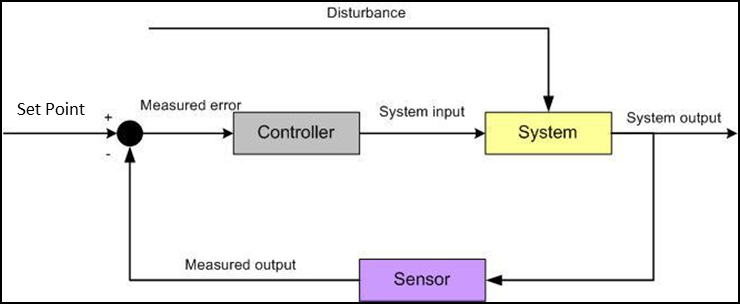 Disturbance
Set Point
+
Measured error
Controller
System input
System
System output
-
Measured output
Sensor